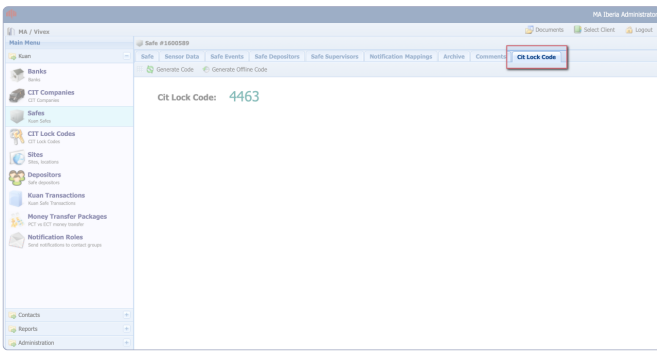 MA Iberia Administrator
MA / Vivox
Documents
Select Client
Logout
Main Menu
Safe #1600589
Kuan
Safe
Sensor Data
Safe Events
Safe Depositors
Safe Supervisors
Notification Mappings
Archive
Comments
Cit Lock Code
Generate Code
Generate Offline Code
Banks
Banks
CIT Companies
CIT Companies
Cit Lock Code: 4463
Safes
Kuan Safes
CIT Lock Codes
CIT Lock Codes
Sites
Sites, locations
Depositors
Safe depositors
Kuan Transactions
Kuan Safe Transactions
Money Transfer Packages
PCT vs ECT money transfer
Notification Roles
Send notifications to contact groups
Contacts
Reports
Administration